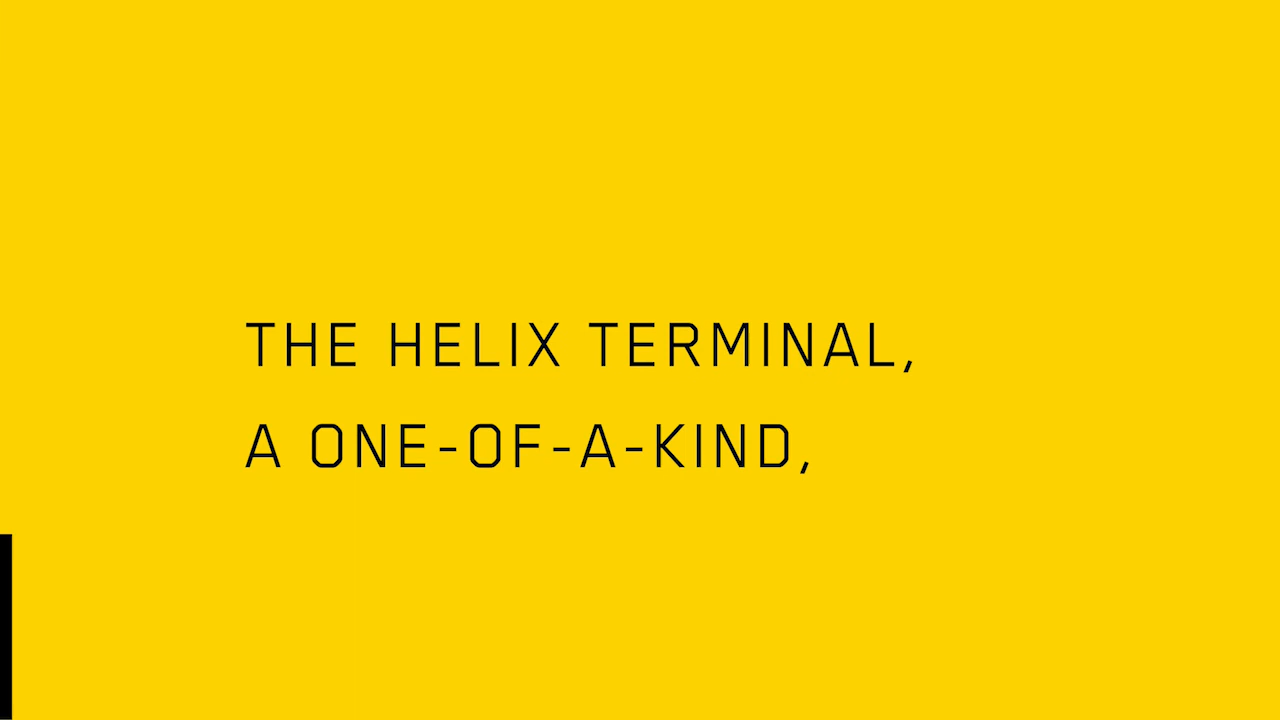 THE HELIX TERMINAL,
A ONE-OF-A-KIND,